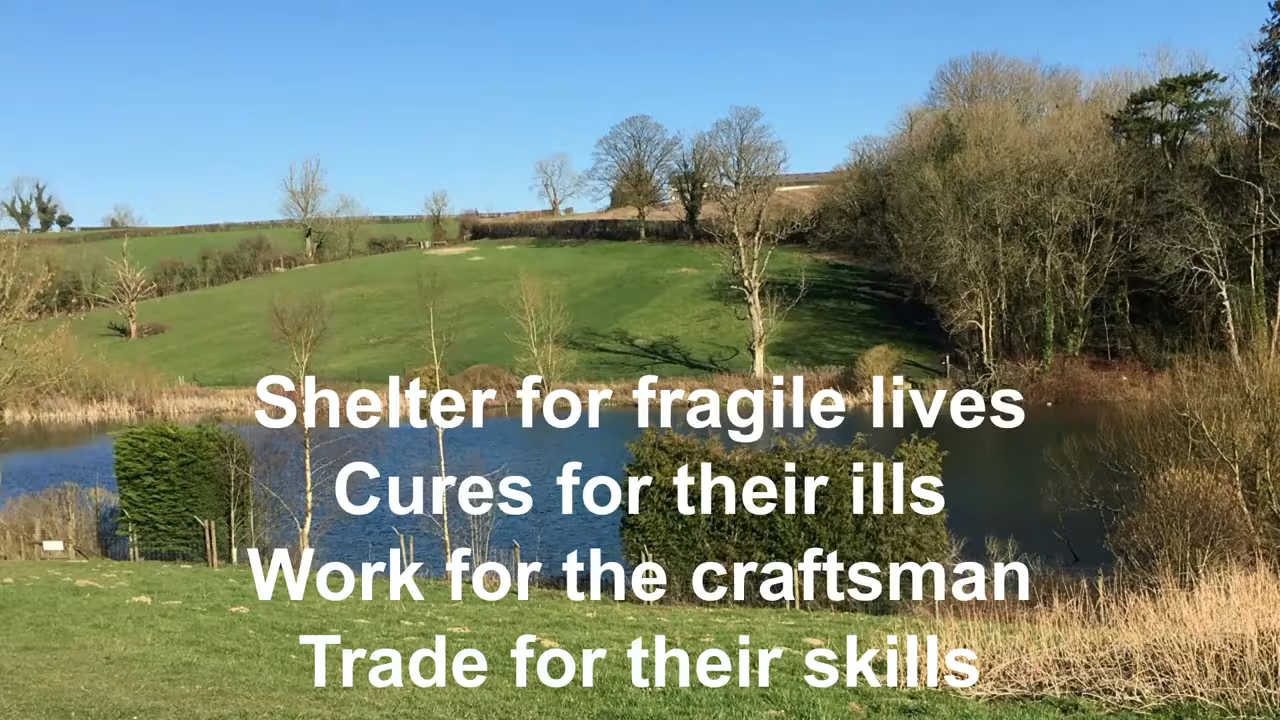 Shelter for fragile lives
Cures for their ills
Work for the craftsman
Trade for their skills